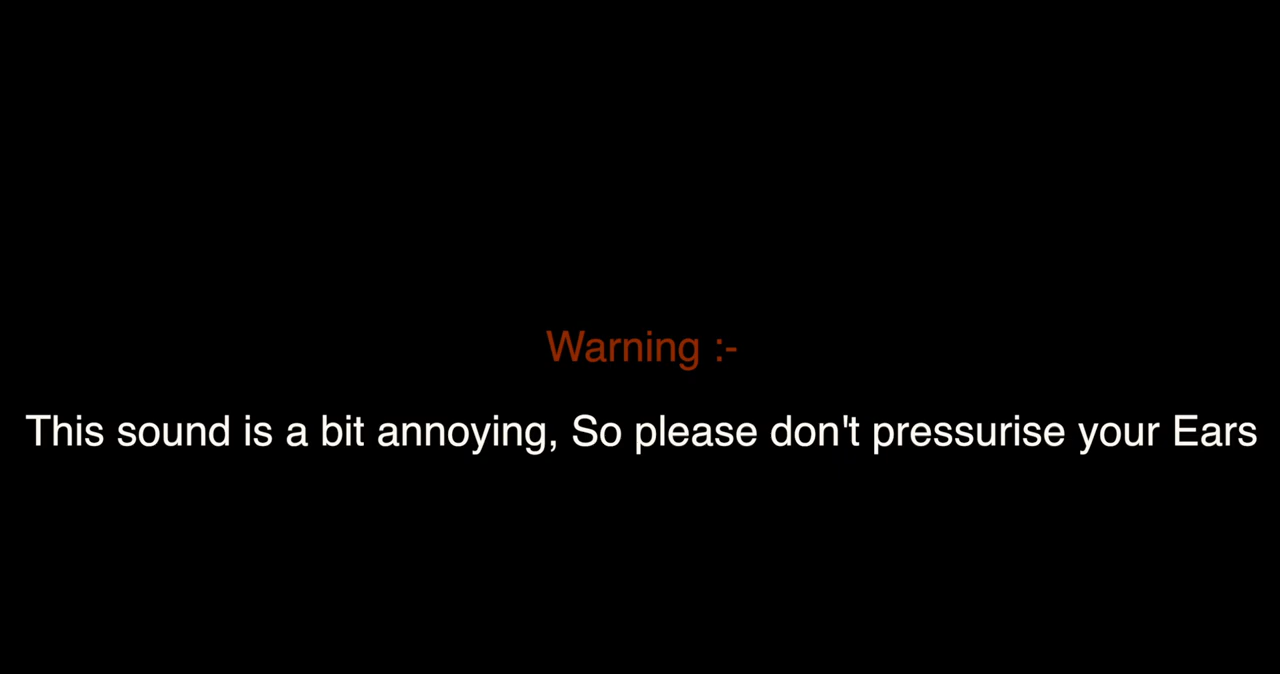 Warning :-
This sound is a bit annoying, So please don't pressurise your Ears